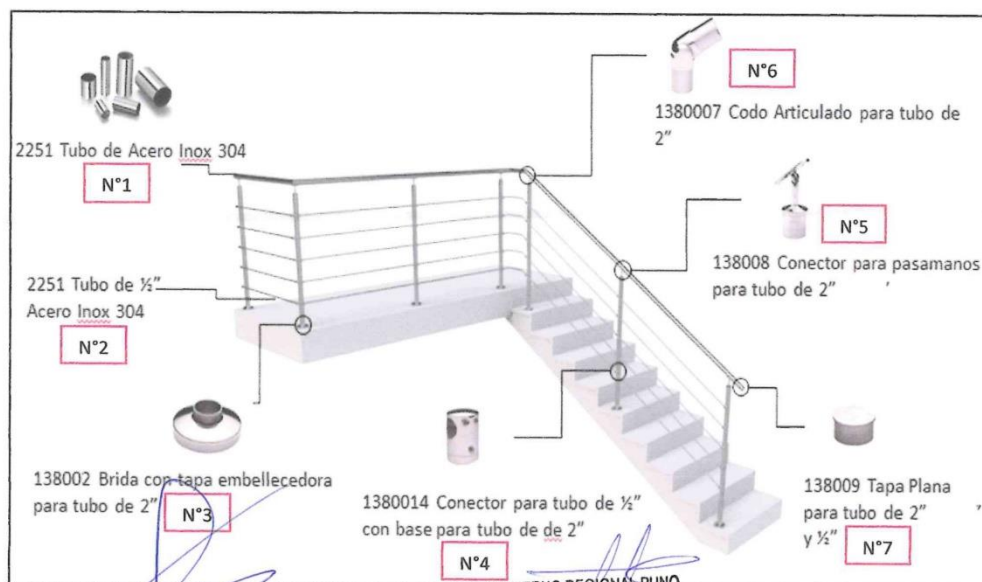 N°6
1380007 Codo Articulado para tubo de
2"
2251 Tubo de Acero Inox 304
N°1
N°5
138008 Conector para pasamanos
para tubo de 2"
2251 Tubo de ½"
Acero Inox 304
N°2
138002 Brida con tapa embellecedora
para tubo de 2"
N°3
1380014 Conector para tubo de ½"
con base para tubo de de 2"
N°4
138009 Tapa Plana
para tubo de 2"
y ½"
N°7
REGIONAL PUNO